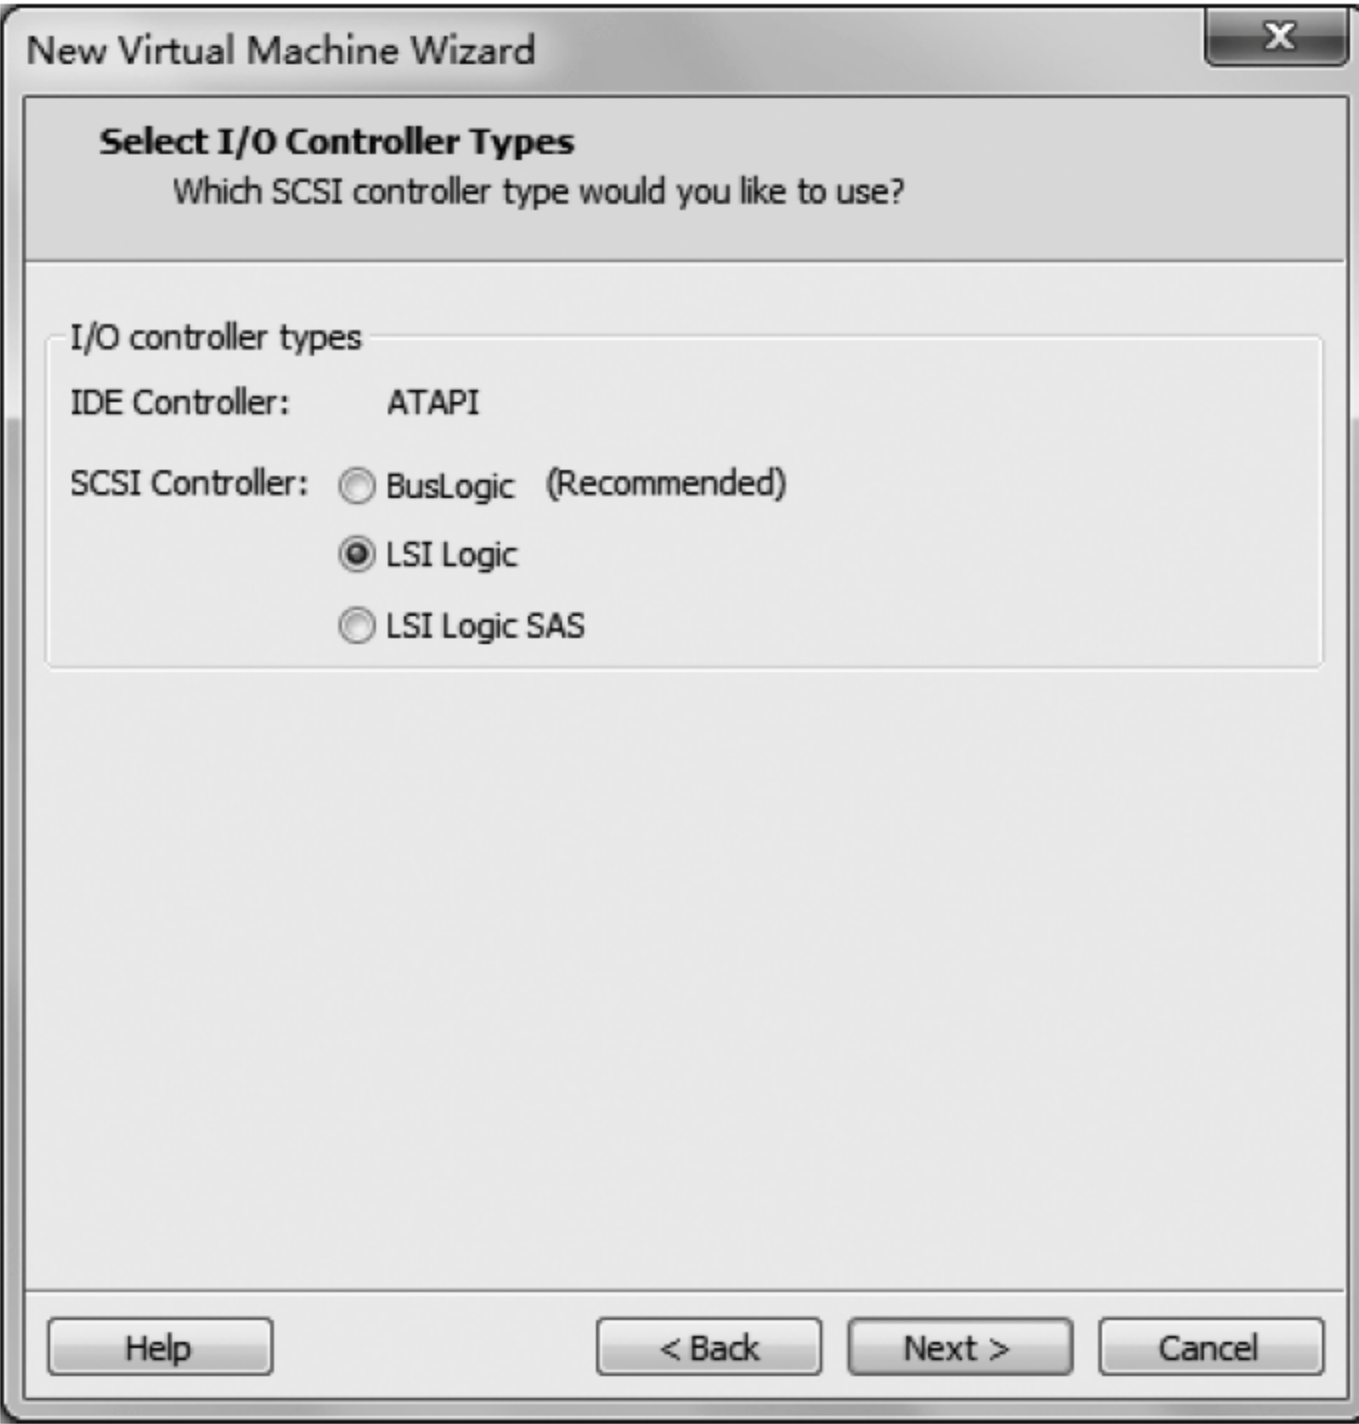 New Virtual Machine Wizard
X
Select I/O Controller Types
Which SCSI controller type would you like to use?
I/O controller types
IDE Controller: ATAPI
SCSI Controller: BusLogic (Recommended)
LSI Logic
LSI Logic SAS
Help < Back Next > Cancel